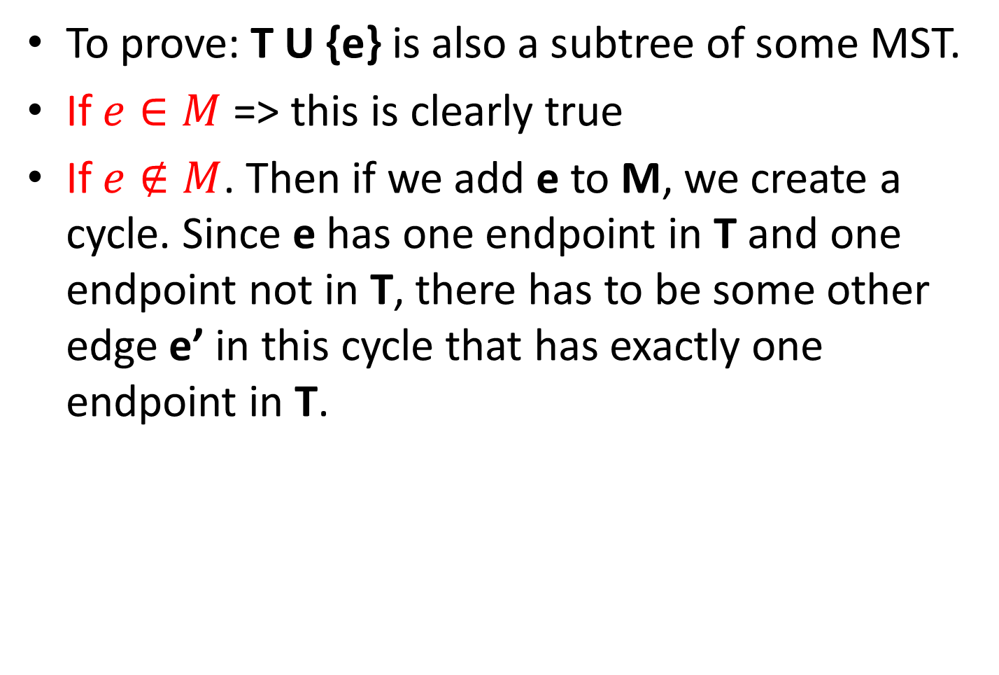 • To prove: T U {e} is also a subtree of some MST.
• If 𝑒 ∈ 𝑀 => this is clearly true
• If 𝑒 ∉ 𝑀. Then if we add e to M, we create a
cycle. Since e has one endpoint in T and one
endpoint not in T, there has to be some other
edge e’ in this cycle that has exactly one
endpoint in T.